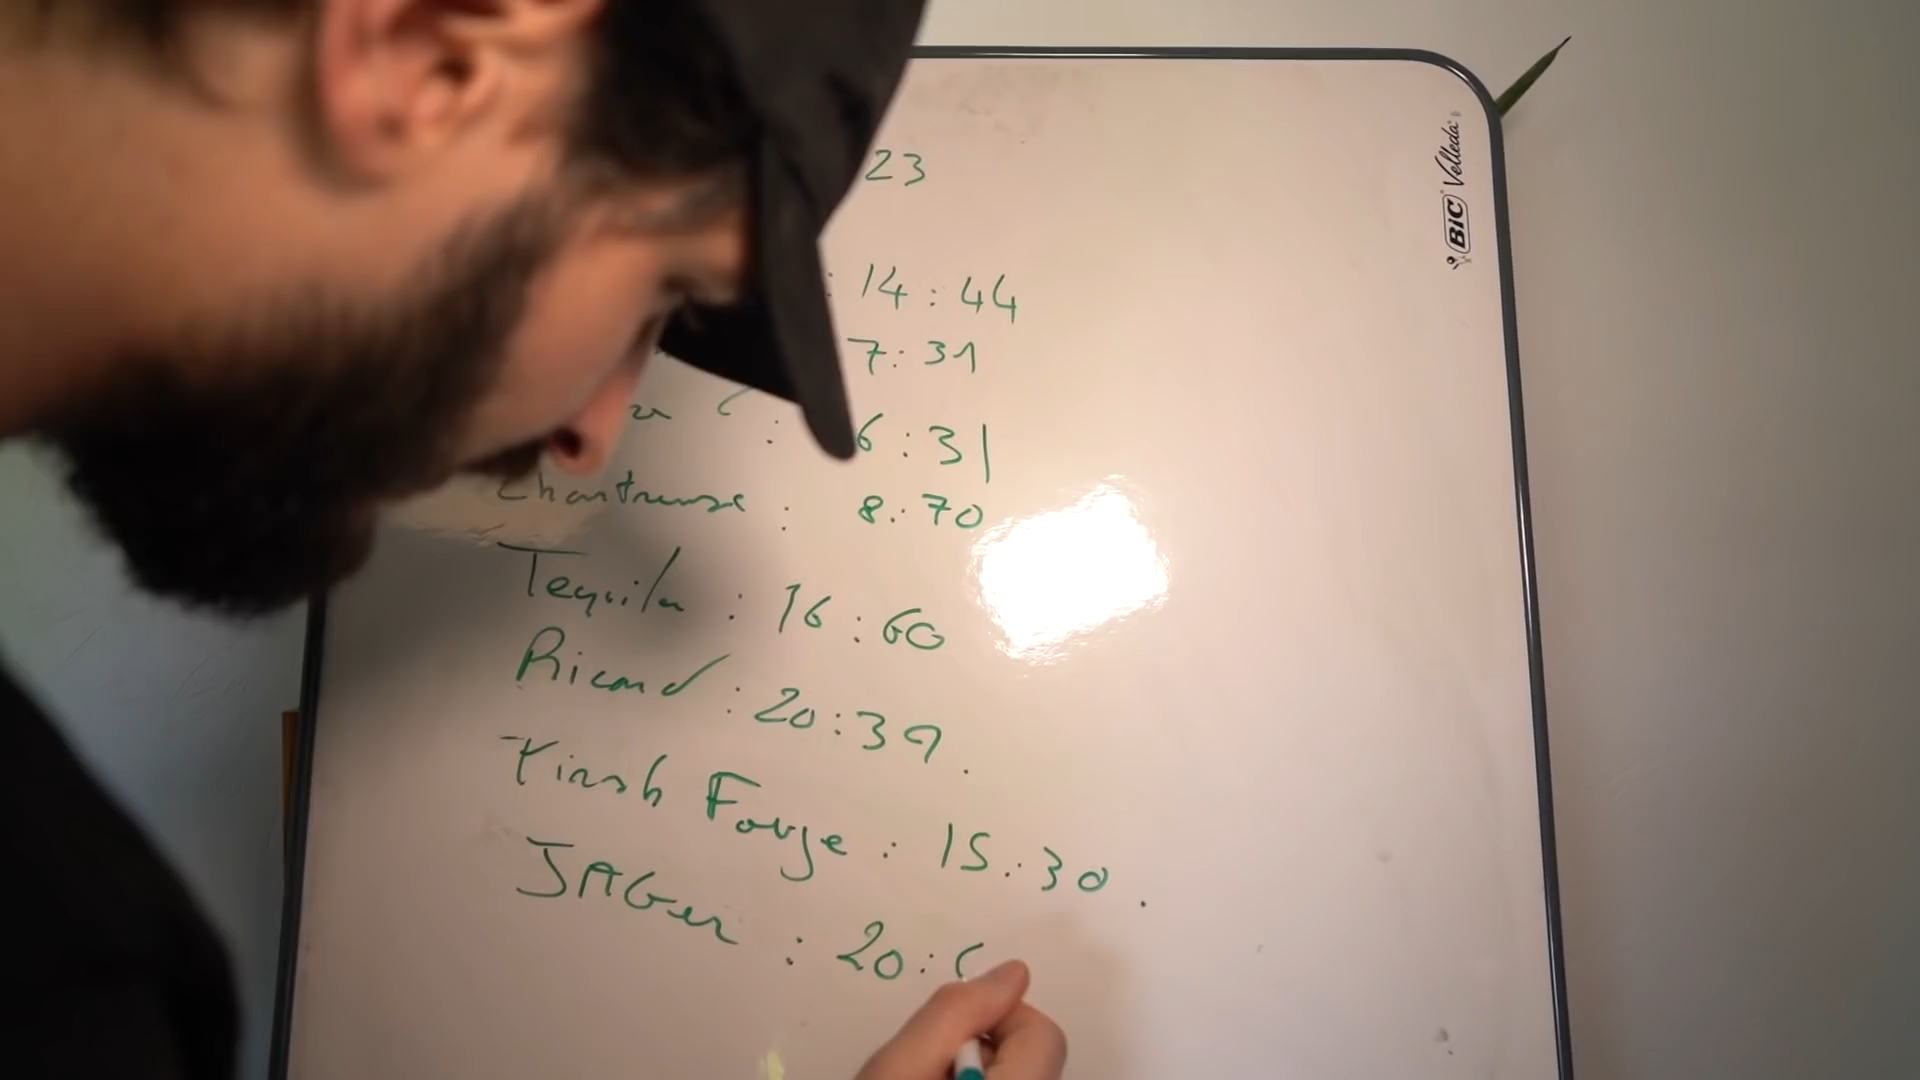 23
: 14:44
7:31
: 6:31
Chartreuse : 8:70
Tequila : 16:60
Ricard : 20:39.
Kirsh Fouge : 15:30.
JAGer : 20:
BIC Velleda